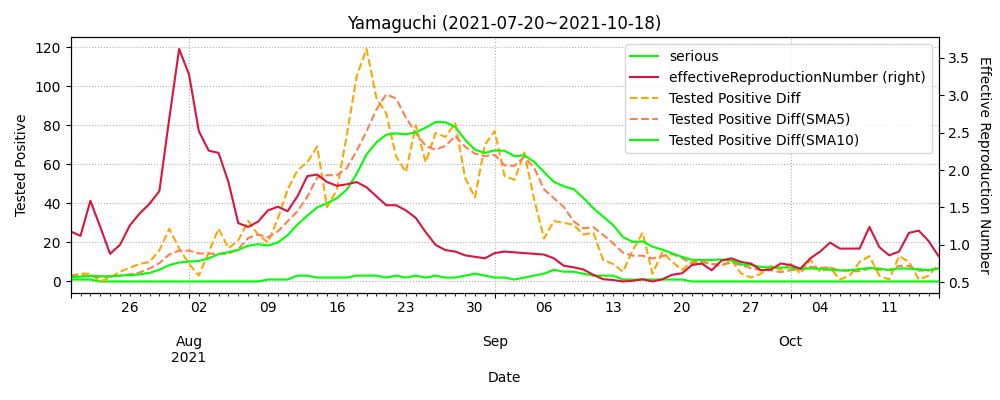 Yamaguchi (2021-07-20~2021-10-18)
serious
effectiveReproductionNumber (right)
Tested Positive Diff
Tested Positive Diff(SMA5)
Tested Positive Diff(SMA10)
Tested Positive
120
100
80
60
40
20
0
3.5
3.0
2.5
2.0
1.5
1.0
0.5
Effective Reproduction Number
26 02 09 16 23 30 06 13 20 27 04 11
Aug Sep Oct
2021
Date